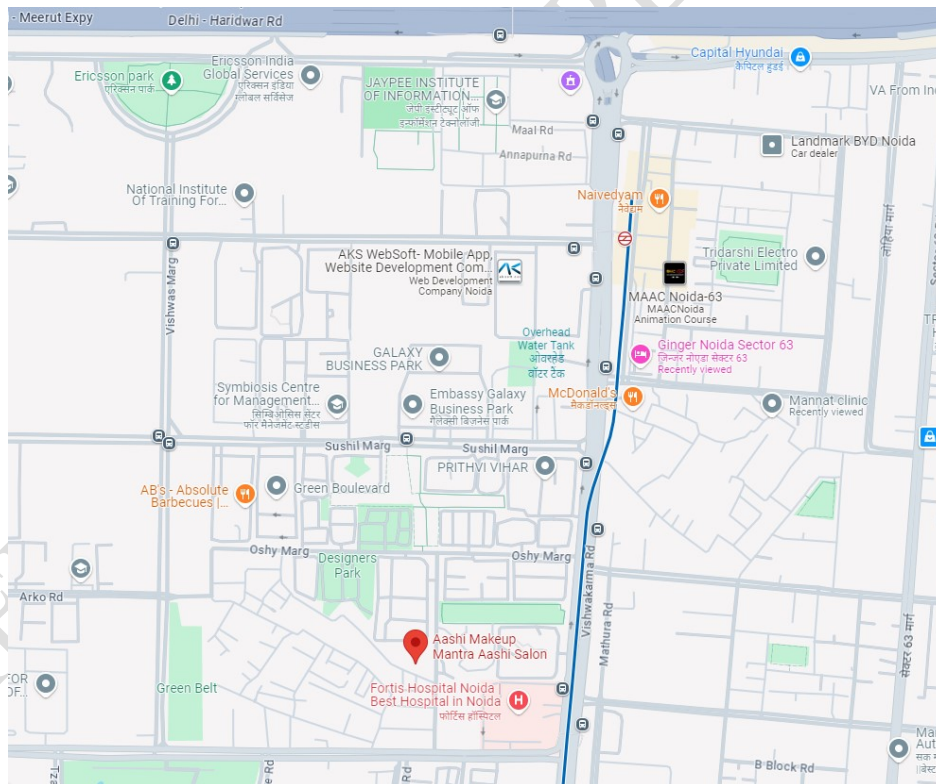 - Meerut Expy
Delhi - Haridwar Rd
Ericsson park
एरिक्सन पार्क
Ericsson India
Global Services
एरिक्सन इंडिया
ग्लोबल सर्विसेज
JAYPEE INSTITUTE
OF INFORMATION...
जेपी इंस्टीट्यूट ऑफ
इन्फॉर्मेशन टेक्नोलॉजी
Capital Hyundai
कैपिटल हुंडई
VA From In
Maal Rd
Annapurna Rd
Landmark BYD Noida
Car dealer
National Institute
Of Training For...
Naivedyam
नैवेद्यम
लोहिया मार्ग
Vishwas Marg
AKS WebSoft- Mobile App,
Website Development Com...
Web Development
Company Noida
Tridarshi Electro
Private Limited
MAAC Noida-63
MAACNoida
Animation Course
Overhead
Water Tank
ओवरहेड
वॉटर टैंक
GALAXY
BUSINESS PARK
Ginger Noida Sector 63
जिन्जर नोएडा सेक्टर 63
Recently viewed
Symbiosis Centre
for Management...
सिम्बिओसिस सेंटर
फॉर मैनेजमेंट स्टडीस
Embassy Galaxy
Business Park
गैलेक्सी बिजनेस पार्क
McDonald's
मैकडॉनल्ड्स
Mannat clinic
Recently viewed
Sushil Marg
Sushil Marg
PRITHVI VIHAR
AB's - Absolute
Barbecues |...
Green Boulevard
Oshy Marg
Designers
Park
Oshy Marg
Arko Rd
Vishwakarma Rd
Mathura Rd
सेक्टर 63 मार्ग
Aashi Makeup
Mantra Aashi Salon
FOR
OF...
Green Belt
Fortis Hospital Noida |
Best Hospital in Noida
फोर्टिस हॉस्पिटल
B Block Rd
Rd